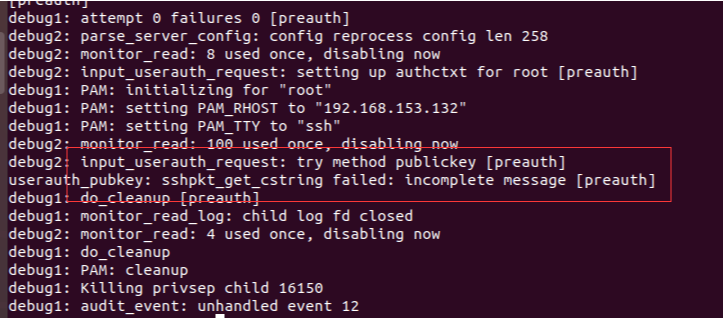 [preauth]
debug1: attempt 0 failures 0 [preauth]
debug2: parse_server_config: config reprocess config len 258
debug2: monitor_read: 8 used once, disabling now
debug2: input_userauth_request: setting up authctxt for root [preauth]
debug1: PAM: initializing for "root"
debug1: PAM: setting PAM_RHOST to "192.168.153.132"
debug1: PAM: setting PAM_TTY to "ssh"
debug2: monitor_read: 100 used once, disabling now
debug2: input_userauth_request: try method publickey [preauth]
userauth_pubkey: sshpkt_get_cstring failed: incomplete message [preauth]
debug1: do_cleanup [preauth]
debug1: monitor_read_log: child log fd closed
debug2: monitor_read: 4 used once, disabling now
debug1: do_cleanup
debug1: PAM: cleanup
debug1: Killing privsep child 16150
debug1: audit_event: unhandled event 12